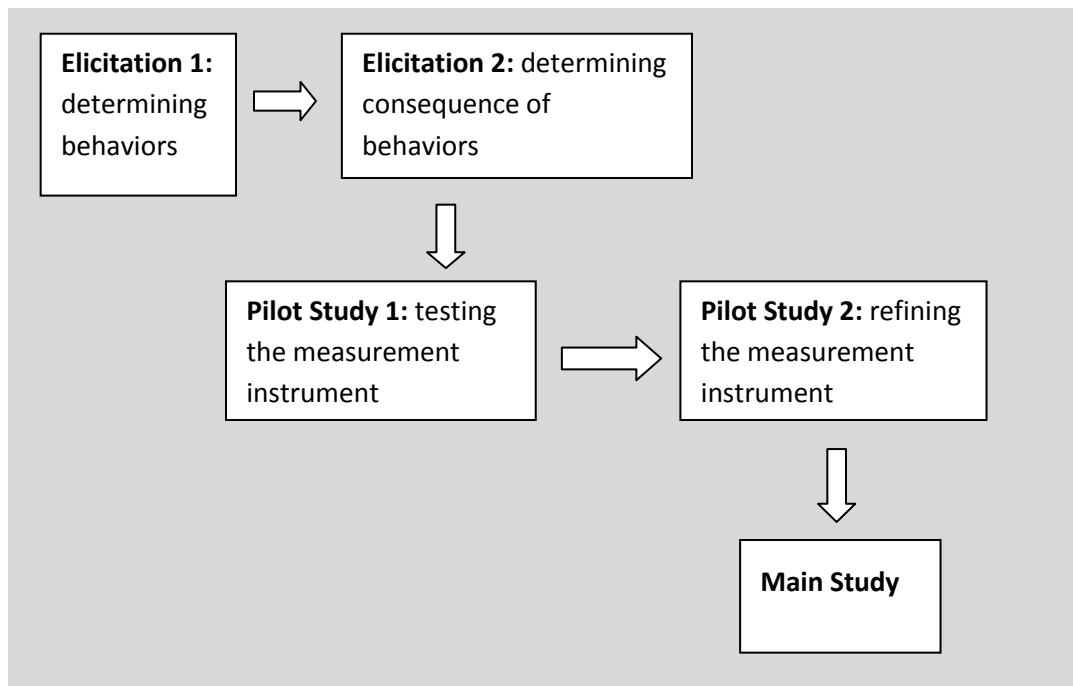 Elicitation 1:
determining
behaviors
Elicitation 2: determining
consequence of
behaviors
Pilot Study 1: testing
the measurement
instrument
Pilot Study 2: refining
the measurement
instrument
Main Study